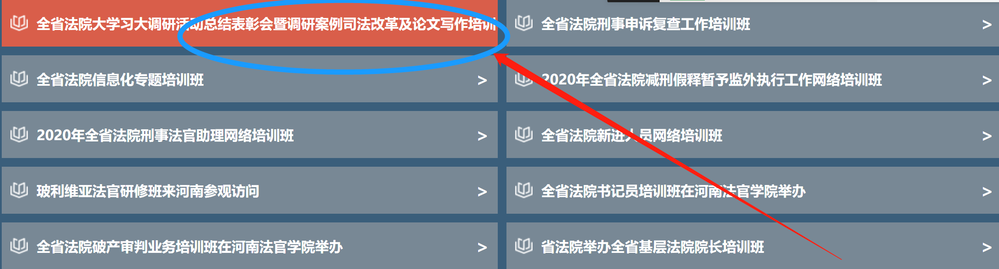 全省法院大学习大调研活动总结表彰会暨调研案例司法改革及论文写作培训
全省法院刑事申诉复查工作培训班 >
全省法院信息化专题培训班 >
2020年全省法院减刑假释暂予监外执行工作网络培训班 >
2020年全省法院刑事法官助理网络培训班 >
全省法院新进人员网络培训班 >
玻利维亚法官研修班来河南参观访问 >
全省法院书记员培训班在河南法官学院举办 >
全省法院破产审判业务培训班在河南法官学院举办 >
省法院举办全省基层法院院长培训班 >